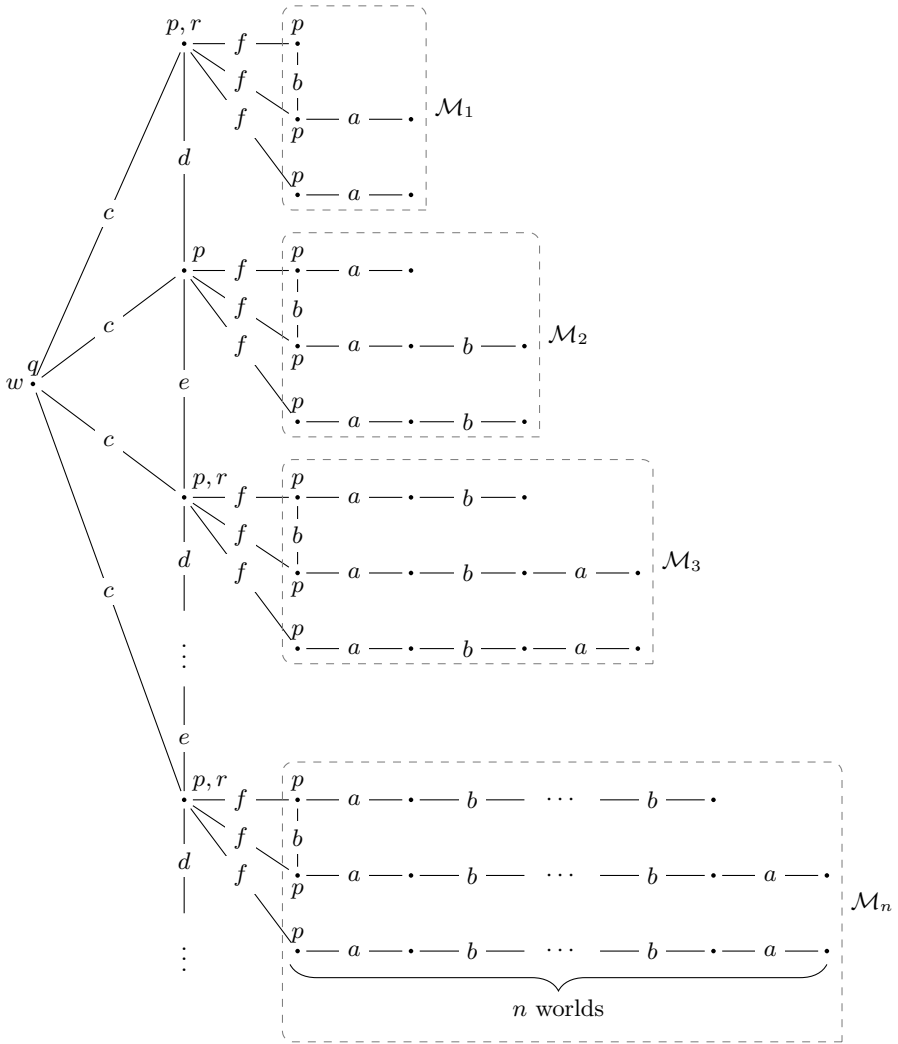 p, r f p
f b
f p a M₁
p a
d
c
p f p a
f b
c f p a b M₂
p a b
q
w e
c
p, r f p a b
f b
d f p a b a M₃
p a b a
c
⋮
e
p, r f p a b ··· b
f b
d f p a b ··· b a Mₙ
p a b ··· b a
⋮
n worlds